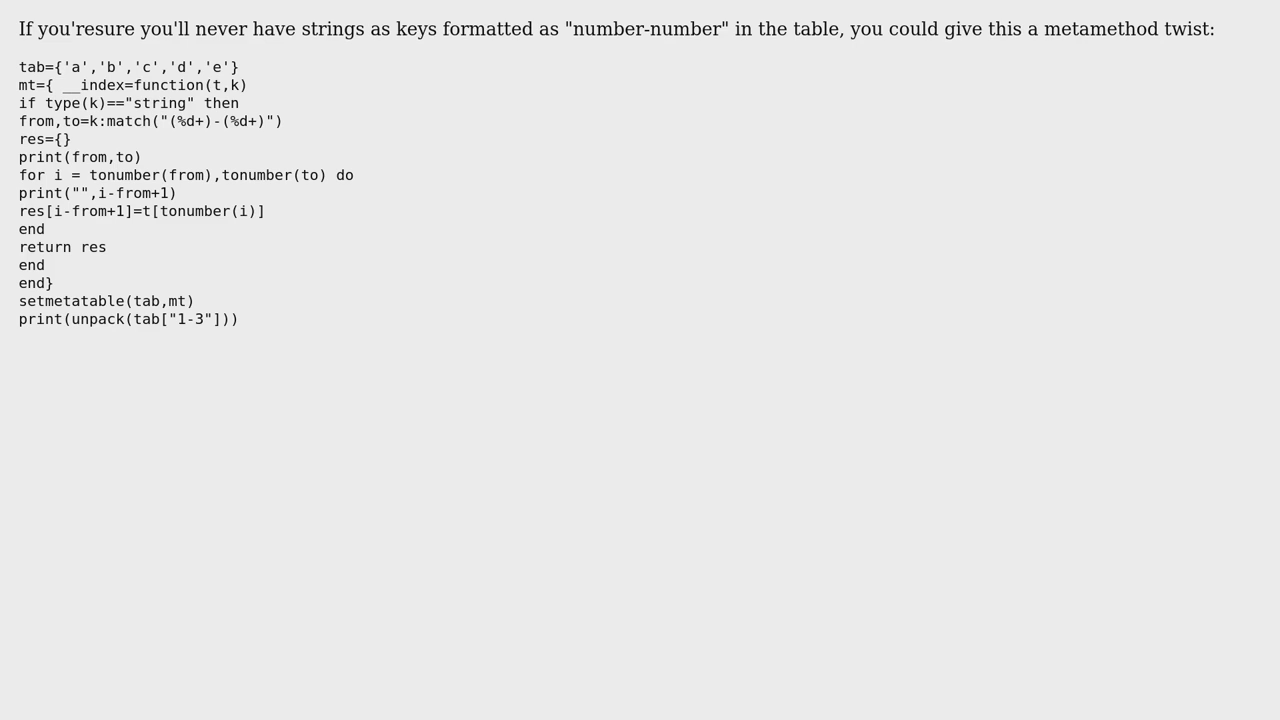 If you'resure you'll never have strings as keys formatted as "number-number" in the table, you could give this a metamethod twist:
tab={'a','b','c','d','e'}
mt={ __index=function(t,k)
if type(k)=="string" then
from,to=k:match("(%d+)-(%d+)")
res={}
print(from,to)
for i = tonumber(from),tonumber(to) do
print("",i-from+1)
res[i-from+1]=t[tonumber(i)]
end
return res
end
end}
setmetatable(tab,mt)
print(unpack(tab["1-3"]))